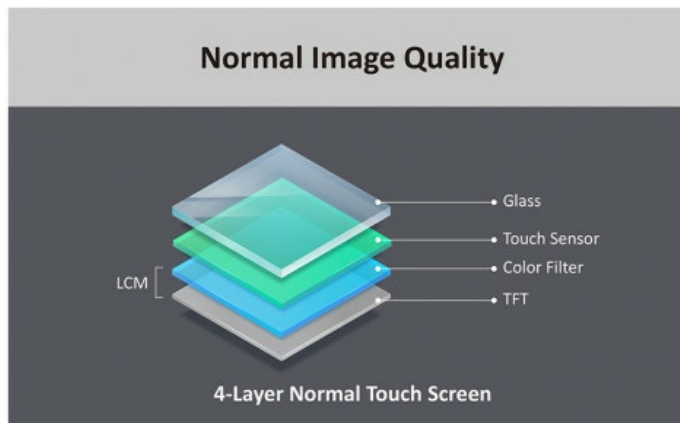 Normal Image Quality
Glass
Touch Sensor
Color Filter
LCM
TFT
4-Layer Normal Touch Screen